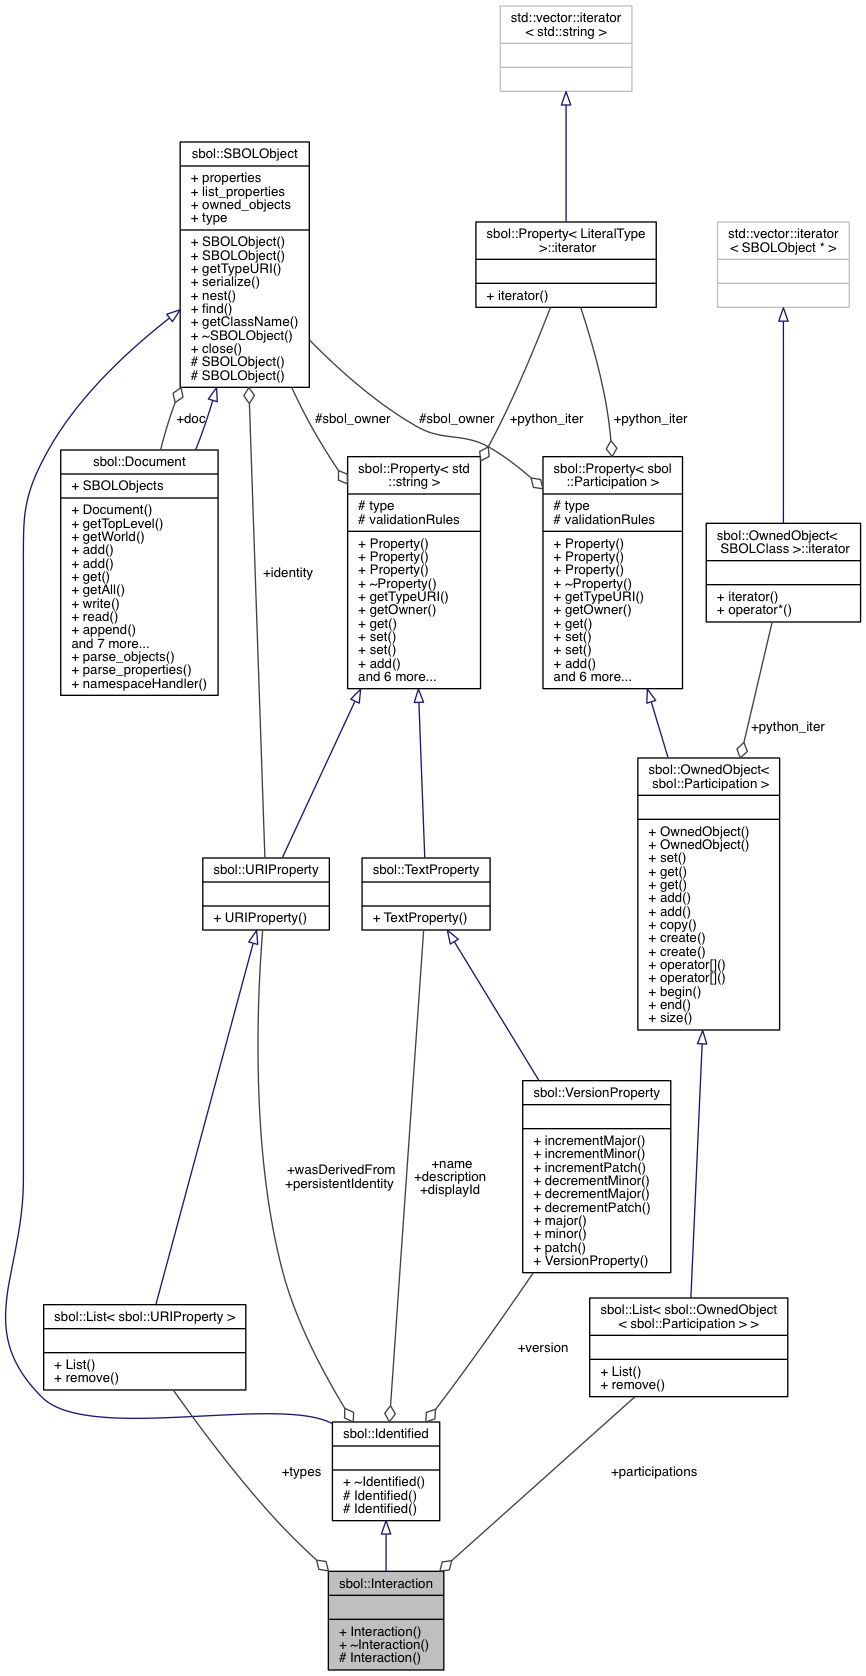 std::vector::iterator
< std::string >
sbol::SBOLObject
+ properties
+ list_properties
+ owned_objects
+ type
+ SBOLObject()
+ SBOLObject()
+ getTypeURI()
+ serialize()
+ nest()
+ find()
+ getClassName()
+ ~SBOLObject()
+ close()
# SBOLObject()
# SBOLObject()
sbol::Property< LiteralType
>::iterator
+ iterator()
std::vector::iterator
< SBOLObject * >
+doc
#sbol_owner
#sbol_owner
+python_iter
+python_iter
sbol::Document
+ SBOLObjects
+ Document()
+ getTopLevel()
+ getWorld()
+ add()
+ add()
+ get()
+ getAll()
+ write()
+ read()
+ append()
and 7 more...
+ parse_objects()
+ parse_properties()
+ namespaceHandler()
+identity
sbol::Property< std
::string >
# type
# validationRules
+ Property()
+ Property()
+ Property()
+ ~Property()
+ getTypeURI()
+ getOwner()
+ get()
+ set()
+ set()
+ add()
and 6 more...
sbol::Property< sbol
::Participation >
# type
# validationRules
+ Property()
+ Property()
+ Property()
+ ~Property()
+ getTypeURI()
+ getOwner()
+ get()
+ set()
+ set()
+ add()
and 6 more...
sbol::OwnedObject<
SBOLClass >::iterator
+ iterator()
+ operator*()
+python_iter
sbol::OwnedObject<
sbol::Participation >
+ OwnedObject()
+ OwnedObject()
+ set()
+ get()
+ get()
+ add()
+ add()
+ copy()
+ create()
+ create()
+ operator[]()
+ operator[]()
+ begin()
+ end()
+ size()
sbol::URIProperty
+ URIProperty()
sbol::TextProperty
+ TextProperty()
sbol::VersionProperty
+ incrementMajor()
+ incrementMinor()
+ incrementPatch()
+ decrementMinor()
+ decrementMajor()
+ decrementPatch()
+ major()
+ minor()
+ patch()
+ VersionProperty()
+wasDerivedFrom
+persistentIdentity
+name
+description
+displayId
sbol::List< sbol::URIProperty >
+ List()
+ remove()
+version
sbol::List< sbol::OwnedObject
< sbol::Participation > >
+ List()
+ remove()
sbol::Identified
+ ~Identified()
# Identified()
# Identified()
+types
+participations
sbol::Interaction
+ Interaction()
+ ~Interaction()
# Interaction()